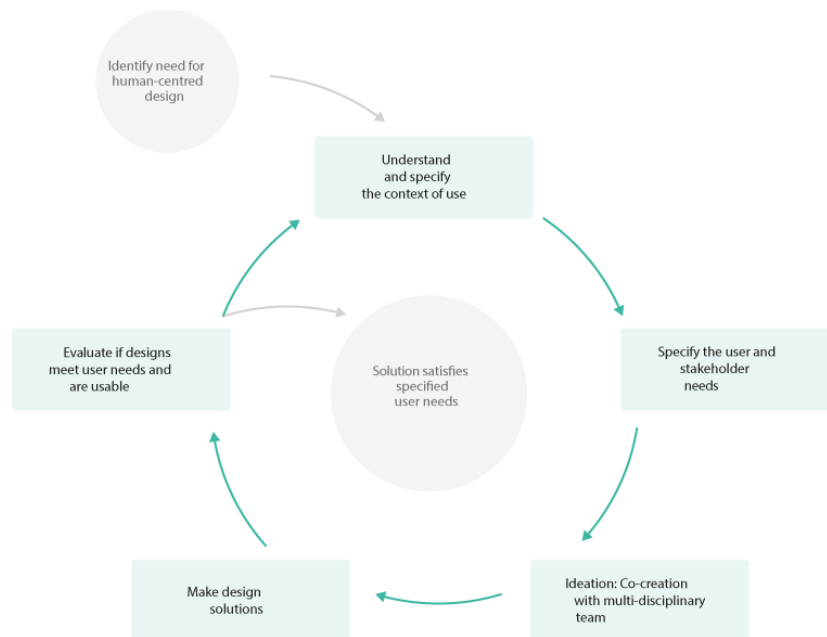 Identify need for
human-centred
design
Understand
and specify
the context of use
Evaluate if designs
meet user needs and
are usable
Solution satisfies
specified
user needs
Specify the user and
stakeholder
needs
Make design
solutions
Ideation: Co-creation
with multi-disciplinary
team